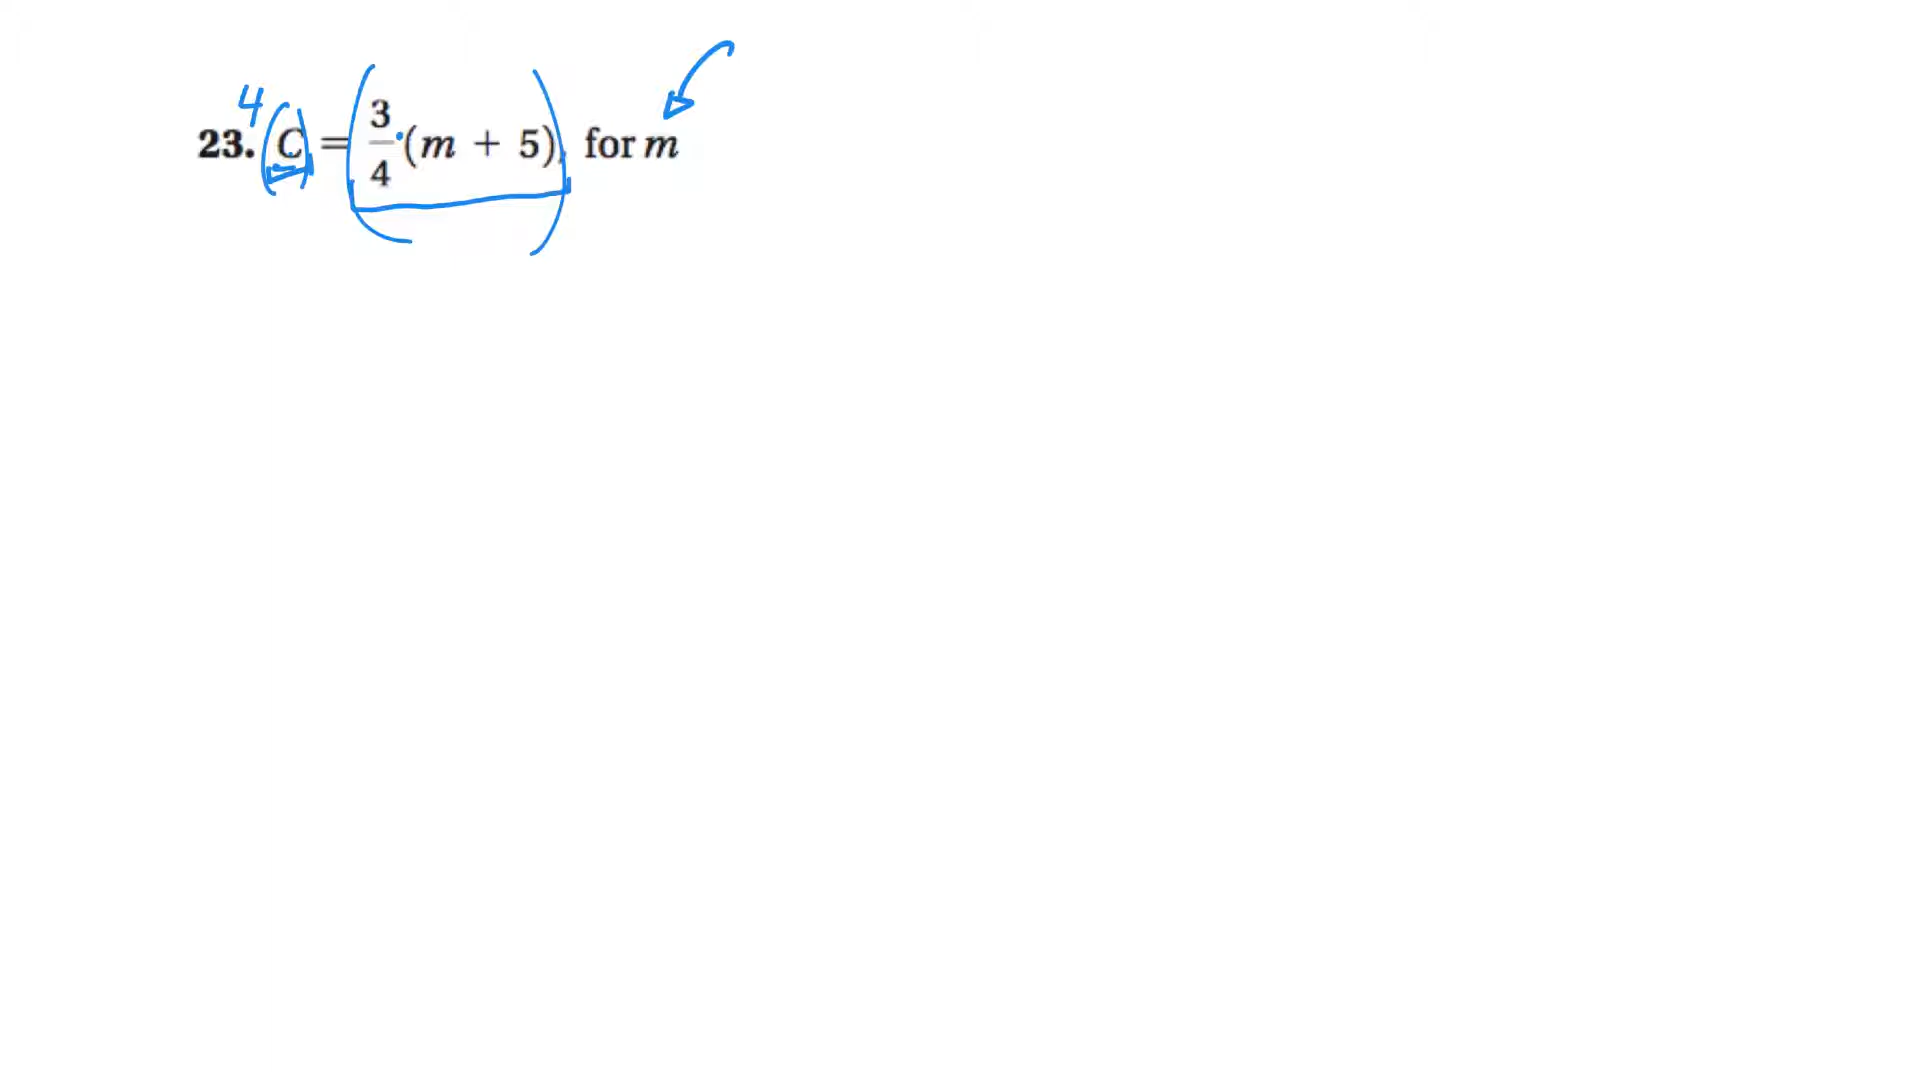 4
23. (C) = (3/4 · (m + 5)), for m